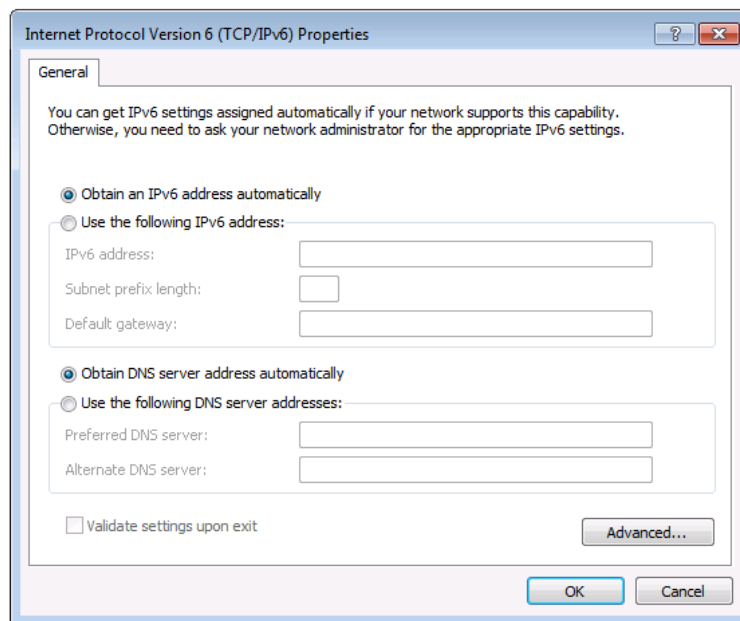 Internet Protocol Version 6 (TCP/IPv6) Properties
?
General
You can get IPv6 settings assigned automatically if your network supports this capability.
Otherwise, you need to ask your network administrator for the appropriate IPv6 settings.
Obtain an IPv6 address automatically
Use the following IPv6 address:
IPv6 address:
Subnet prefix length:
Default gateway:
Obtain DNS server address automatically
Use the following DNS server addresses:
Preferred DNS server:
Alternate DNS server:
Validate settings upon exit
Advanced...
OK
Cancel